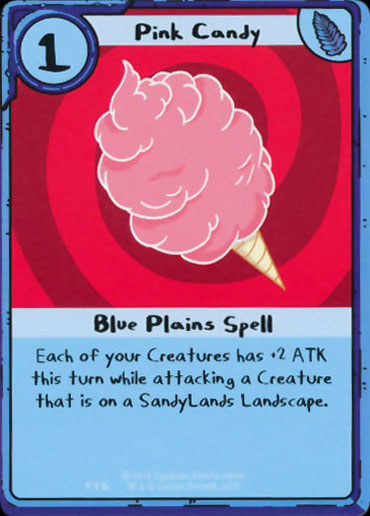 1
Pink Candy
Blue Plains Spell
Each of your Creatures has +2 ATK
this turn while attacking a Creature
that is on a SandyLands Landscape.